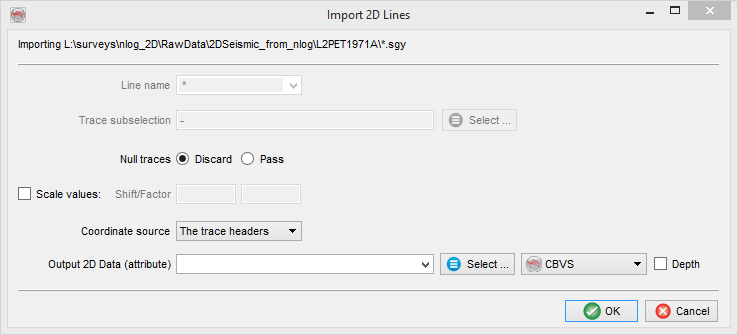 Import 2D Lines
Importing L:\surveys\nlog_2D\RawData\2DSeismic_from_nlog\L2PET1971A\*.sgy
Line name *
Trace subselection - Select ...
Null traces Discard Pass
Scale values: Shift/Factor
Coordinate source The trace headers
Output 2D Data (attribute) Select ... CBVS Depth
OK Cancel